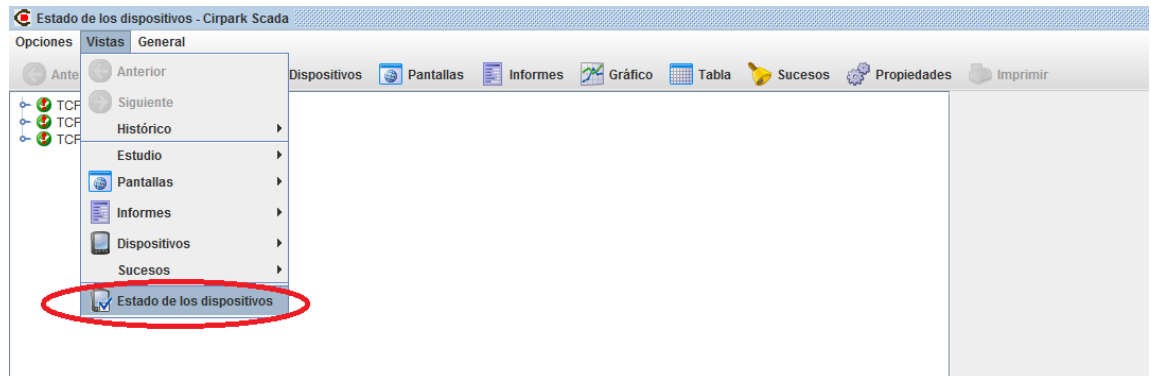 Estado de los dispositivos - Cirpark Scada
Opciones Vistas General
Ante Dispositivos Pantallas Informes Gráfico Tabla Sucesos Propiedades Imprimir
Anterior
Siguiente
Histórico
Estudio
Pantallas
Informes
Dispositivos
Sucesos
Estado de los dispositivos
TCP
TCP
TCP